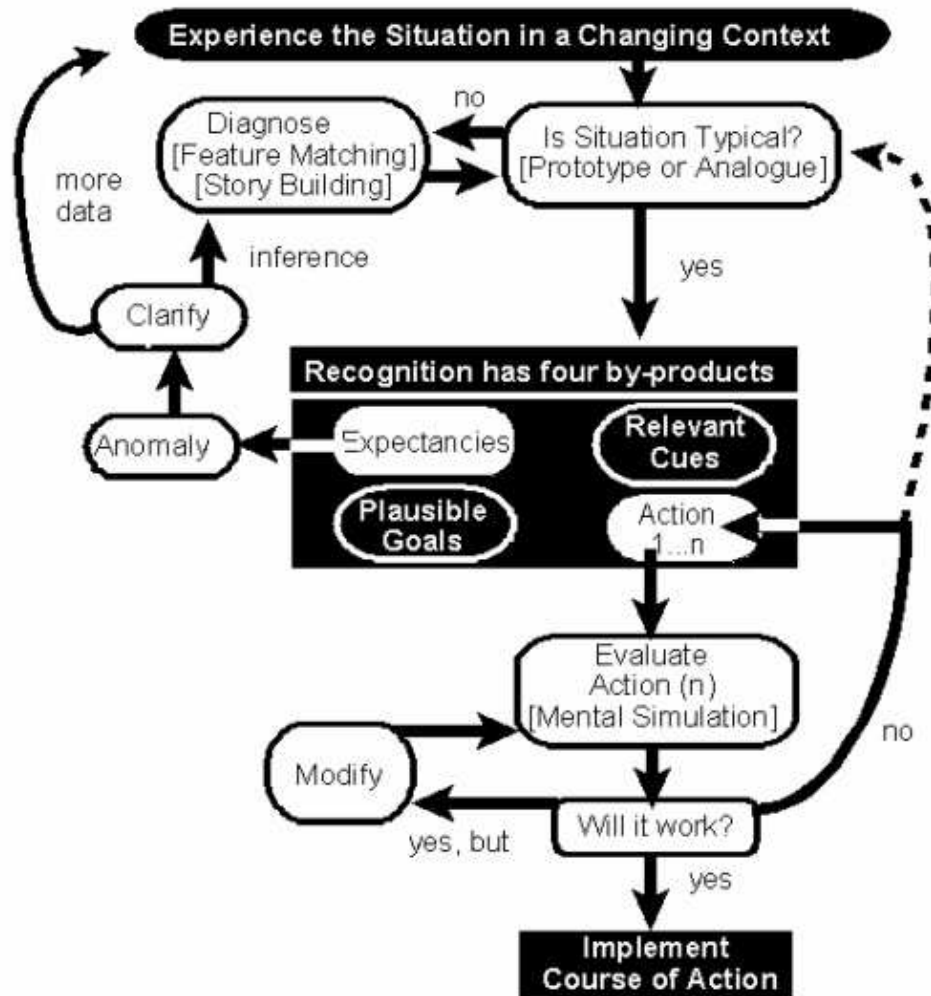 Experience the Situation in a Changing Context
no
Diagnose
[Feature Matching]
[Story Building]
Is Situation Typical?
[Prototype or Analogue]
more
data
inference
yes
Clarify
Recognition has four by-products
Anomaly
Expectancies
Relevant
Cues
Plausible
Goals
Action
1...n
Evaluate
Action (n)
[Mental Simulation]
no
Modify
Will it work?
yes, but
yes
Implement
Course of Action